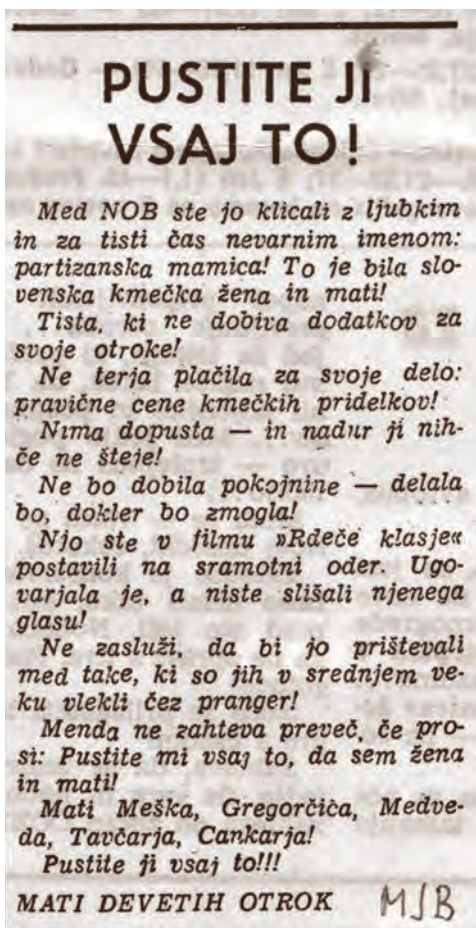 PUSTITE JI
VSAJ TO!
Med NOB ste jo klicali z ljubkim
in za tisti čas nevarnim imenom:
partizanska mamica! To je bila slo-
venska kmečka žena in mati!
Tista, ki ne dobiva dodatkov za
svoje otroke!
Ne terja plačila za svoje delo:
pravične cene kmečkih pridelkov!
Nima dopusta — in nadur ji nih-
če ne šteje!
Ne bo dobila pokojnine — delala
bo, dokler bo zmogla!
Njo ste v filmu »Rdeče klasje«
postavili na sramotni oder. Ugo-
varjala je, a niste slišali njenega
glasu!
Ne zasluži, da bi jo prištevali
med take, ki so jih v srednjem ve-
ku vlekli čez pranger!
Menda ne zahteva preveč, če pro-
si: Pustite mi vsaj to, da sem žena
in mati!
Mati Meška, Gregorčiča, Medve-
da, Tavčarja, Cankarja!
Pustite ji vsaj to!!!
MATI DEVETIH OTROK